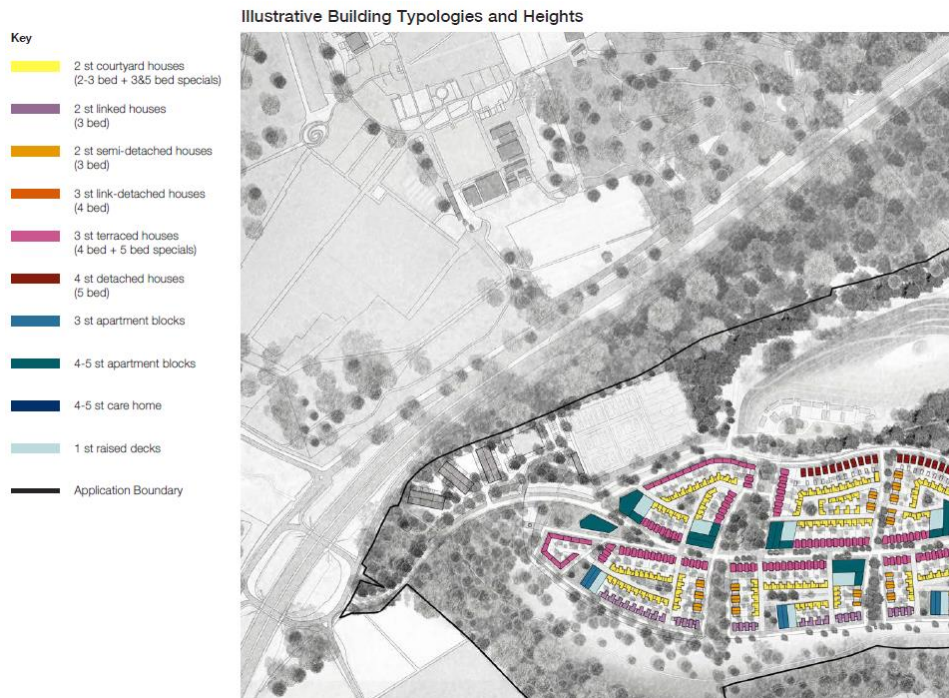 Illustrative Building Typologies and Heights
Key
2 st courtyard houses
(2-3 bed + 3&5 bed specials)
2 st linked houses
(3 bed)
2 st semi-detached houses
(3 bed)
3 st link-detached houses
(4 bed)
3 st terraced houses
(4 bed + 5 bed specials)
4 st detached houses
(5 bed)
3 st apartment blocks
4-5 st apartment blocks
4-5 st care home
1 st raised decks
Application Boundary